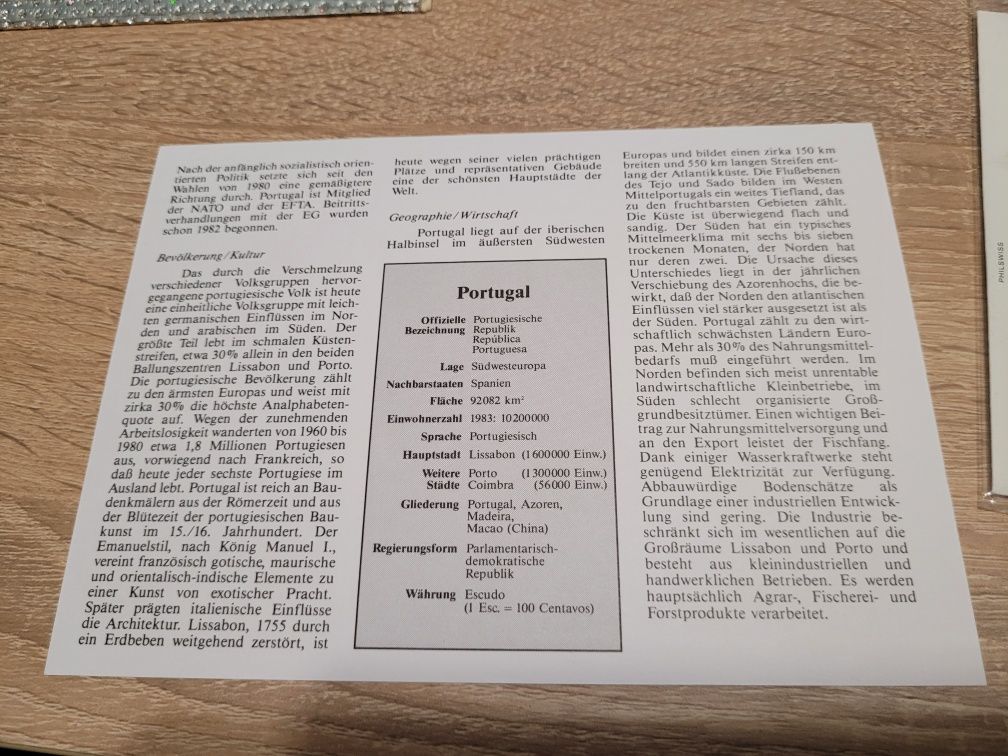 Nach der anfänglich sozialistisch orien-
tierten Politik setzte sich seit den
Wahlen von 1980 eine gemäßigtere
Richtung durch. Portugal ist Mitglied
der NATO und der EFTA. Beitritts-
verhandlungen mit der EG wurden
schon 1982 begonnen.
Bevölkerung/Kultur
Das durch die Verschmelzung
verschiedener Volksgruppen hervor-
gegangene portugiesische Volk ist heute
eine einheitliche Volksgruppe mit leich-
ten germanischen Einflüssen im Nor-
den und arabischen im Süden. Der
größte Teil lebt im schmalen Küsten-
streifen, etwa 30% allein in den beiden
Ballungszentren Lissabon und Porto.
Die portugiesische Bevölkerung zählt
zu den ärmsten Europas und weist mit
zirka 30% die höchste Analphabeten-
quote auf. Wegen der zunehmenden
Arbeitslosigkeit wanderten von 1960 bis
1980 etwa 1,8 Millionen Portugiesen
aus, vorwiegend nach Frankreich, so
daß heute jeder sechste Portugiese im
Ausland lebt. Portugal ist reich an Bau-
denkmälern aus der Römerzeit und aus
der Blütezeit der portugiesischen Bau-
kunst im 15./16. Jahrhundert. Der
Emanuelstil, nach König Manuel I.,
vereint französisch gotische, maurische
und orientalisch-indische Elemente zu
einer Kunst von exotischer Pracht.
Später prägten italienische Einflüsse
die Architektur. Lissabon, 1755 durch
ein Erdbeben weitgehend zerstört, ist
heute wegen seiner vielen prächtigen
Plätze und repräsentativen Gebäude
eine der schönsten Hauptstädte der
Welt.
Geographie/Wirtschaft
Portugal liegt auf der iberischen
Halbinsel im äußersten Südwesten
Portugal
Offizielle Portugiesische
Bezeichnung Republik
República
Portuguesa
Lage Südwesteuropa
Nachbarstaaten Spanien
Fläche 92082 km²
Einwohnerzahl 1983: 10200000
Sprache Portugiesisch
Hauptstadt Lissabon (1600000 Einw.)
Weitere Porto (1300000 Einw.)
Städte Coimbra (56000 Einw.)
Gliederung Portugal, Azoren,
Madeira,
Macao (China)
Regierungsform Parlamentarisch-
demokratische
Republik
Währung Escudo
(1 Esc. = 100 Centavos)
Europas und bildet einen zirka 150 km
breiten und 550 km langen Streifen ent-
lang der Atlantikküste. Die Flußebenen
des Tejo und Sado bilden im Westen
Mittelportugals ein weites Tiefland, das
zu den fruchtbarsten Gebieten zählt.
Die Küste ist überwiegend flach und
sandig. Der Süden hat ein typisches
Mittelmeerklima mit sechs bis sieben
trockenen Monaten, der Norden hat
nur deren zwei. Die Ursache dieses
Unterschiedes liegt in der jährlichen
Verschiebung des Azorenhochs, die be-
wirkt, daß der Norden den atlantischen
Einflüssen viel stärker ausgesetzt ist als
der Süden. Portugal zählt zu den wirt-
schaftlich schwächsten Ländern Euro-
pas. Mehr als 30% des Nahrungsmittel-
bedarfs muß eingeführt werden. Im
Norden befinden sich meist unrentable
landwirtschaftliche Kleinbetriebe, im
Süden schlecht organisierte Groß-
grundbesitztümer. Einen wichtigen Bei-
trag zur Nahrungsmittelversorgung und
an den Export leistet der Fischfang.
Dank einiger Wasserkraftwerke steht
genügend Elektrizität zur Verfügung.
Abbauwürdige Bodenschätze als
Grundlage einer industriellen Entwick-
lung sind gering. Die Industrie be-
schränkt sich im wesentlichen auf die
Großräume Lissabon und Porto und
besteht aus kleinindustriellen und
handwerklichen Betrieben. Es werden
hauptsächlich Agrar-, Fischerei- und
Forstprodukte verarbeitet.
PHILSWISS